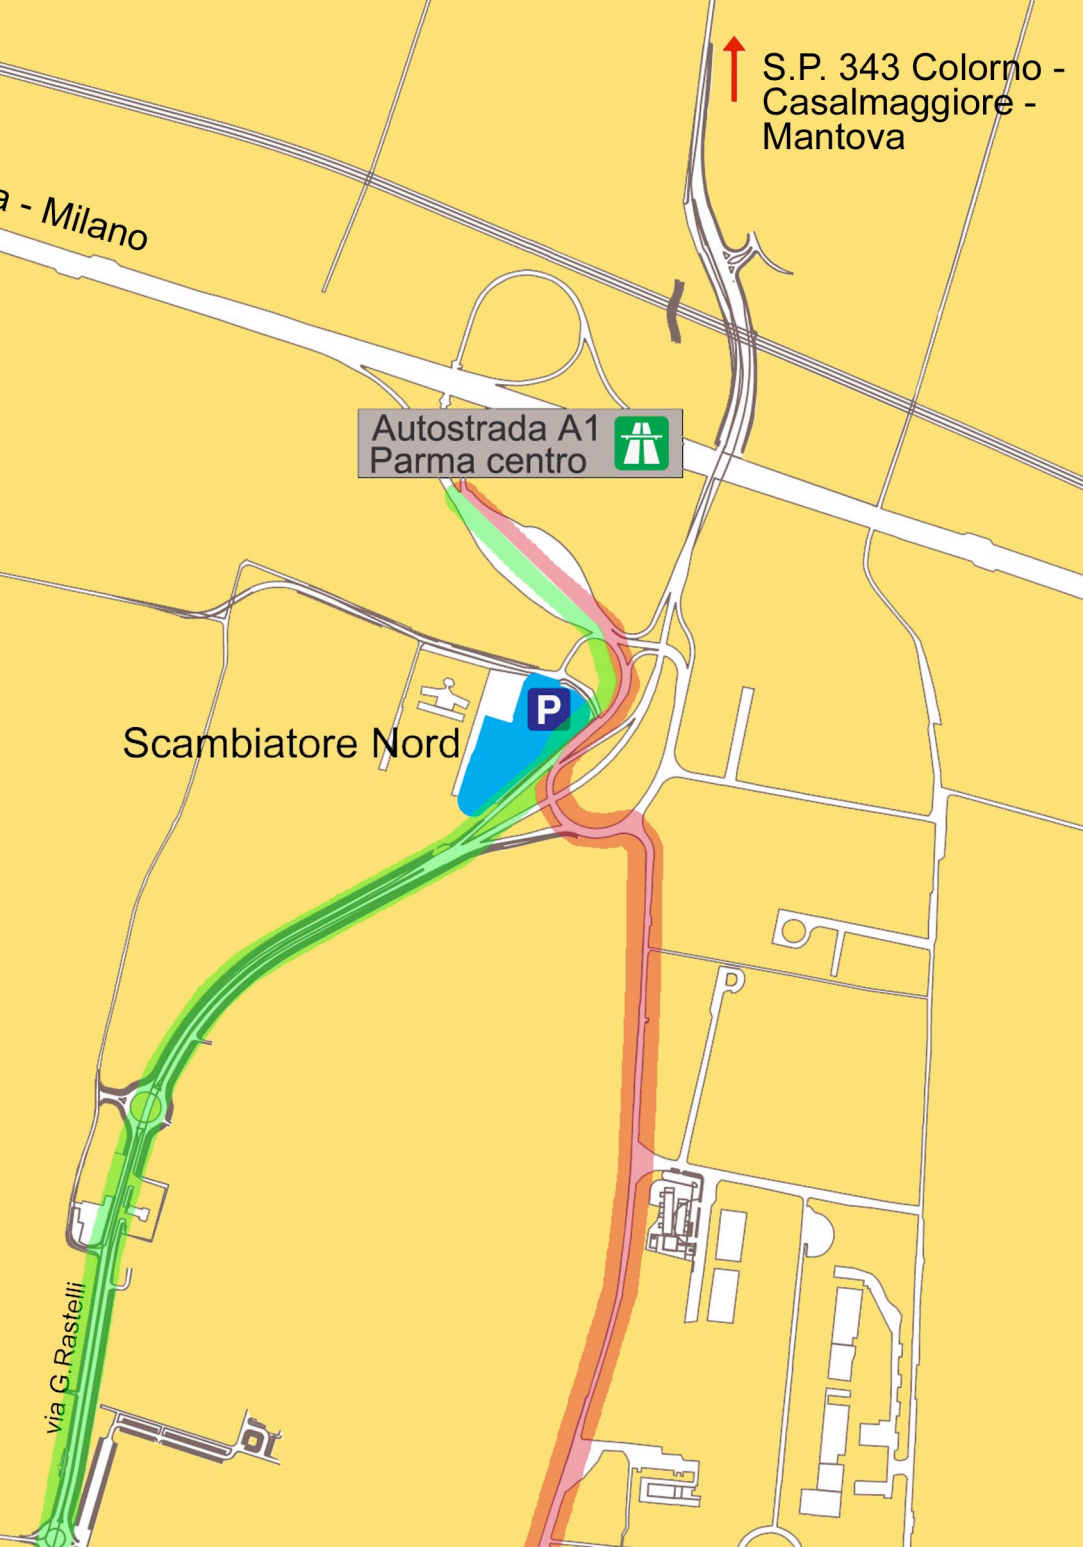 S.P. 343 Colorno -
Casalmaggiore -
Mantova
- Milano
Autostrada A1
Parma centro
P
Scambiatore Nord
via G.Rastelli